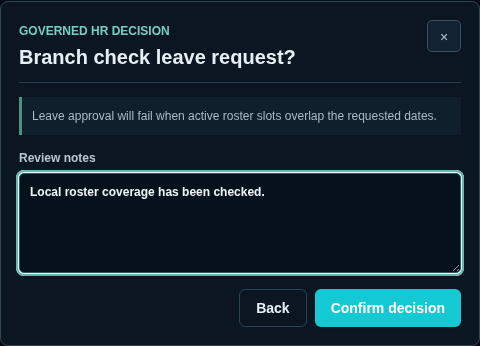 GOVERNED HR DECISION
Branch check leave request?
×
Leave approval will fail when active roster slots overlap the requested dates.
Review notes
Local roster coverage has been checked.
Back
Confirm decision